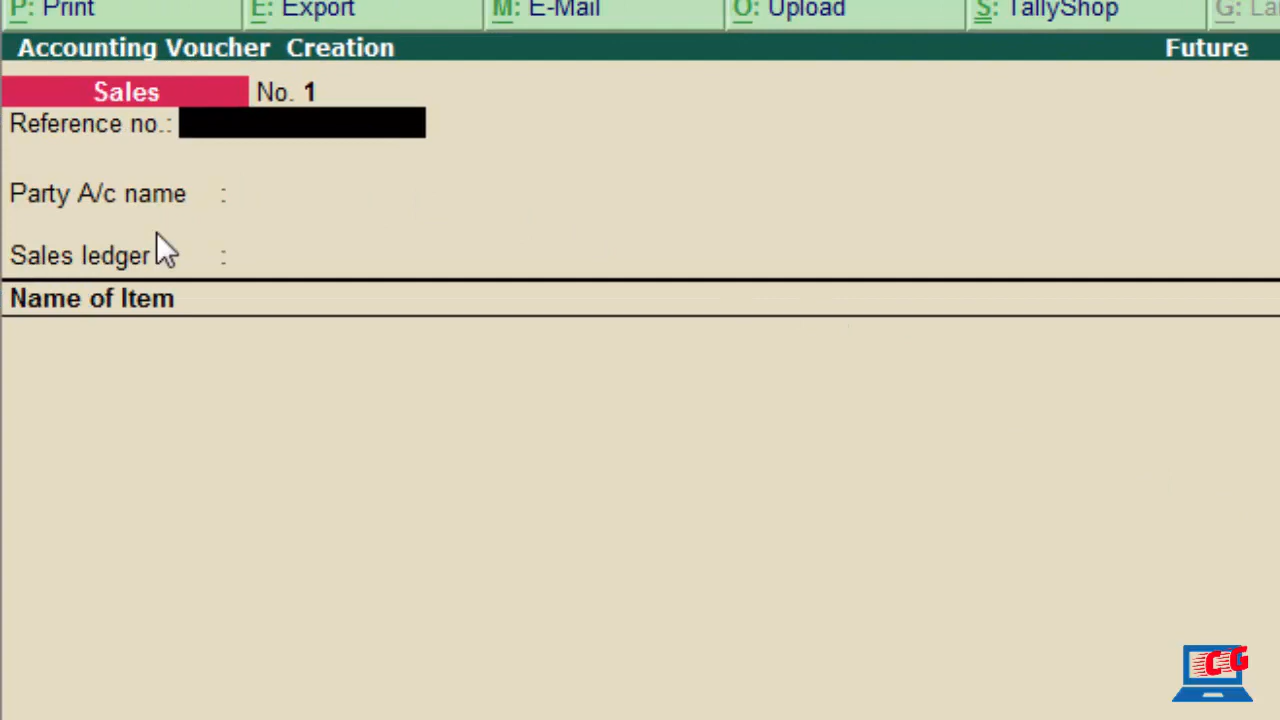 P: Print E: Export M: E-Mail O: Upload S: TallyShop G: La
Accounting Voucher Creation Future
Sales No. 1
Reference no.:
Party A/c name :
Sales ledger :
Name of Item
CG